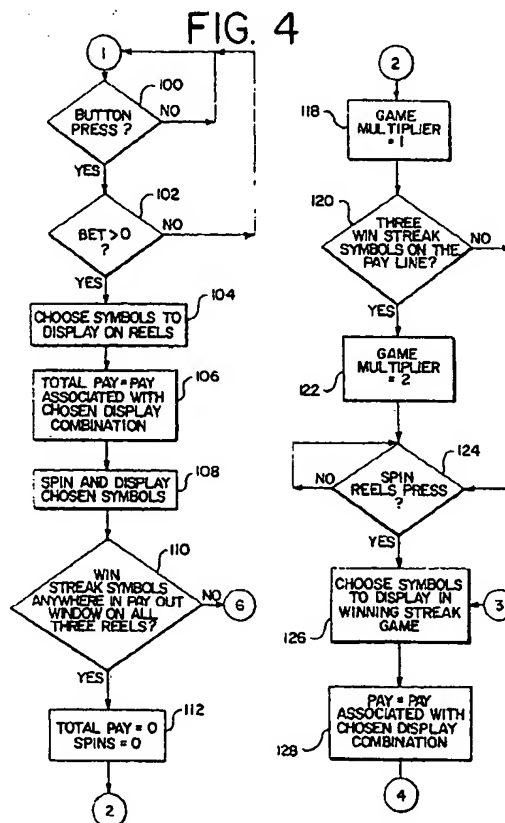 FIG. 4
1
100
BUTTON
PRESS ?
NO
YES
102
BET > 0
?
NO
YES
104
CHOOSE SYMBOLS TO
DISPLAY ON REELS
TOTAL PAY = PAY
ASSOCIATED WITH
CHOSEN DISPLAY
COMBINATION
106
SPIN AND DISPLAY
CHOSEN SYMBOLS
108
110
WIN
STREAK SYMBOLS
ANYWHERE IN PAY OUT
WINDOW ON ALL
THREE REELS?
NO
6
YES
TOTAL PAY = 0
SPINS = 0
112
2
2
118
GAME
MULTIPLIER
= 1
120
THREE
WIN STREAK
SYMBOLS ON THE
PAY LINE?
NO
YES
GAME
MULTIPLIER
= 2
122
124
NO
SPIN
REELS PRESS
?
YES
CHOOSE SYMBOLS
TO DISPLAY IN
WINNING STREAK
GAME
126
3
PAY = PAY
ASSOCIATED WITH
CHOSEN DISPLAY
COMBINATION
128
4